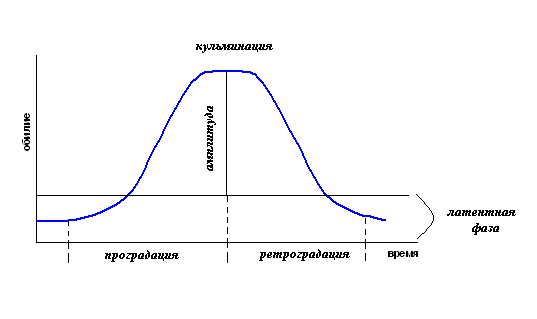 кульминация
обилие
амплитуда
латентная
фаза
проградация
ретроградация
время